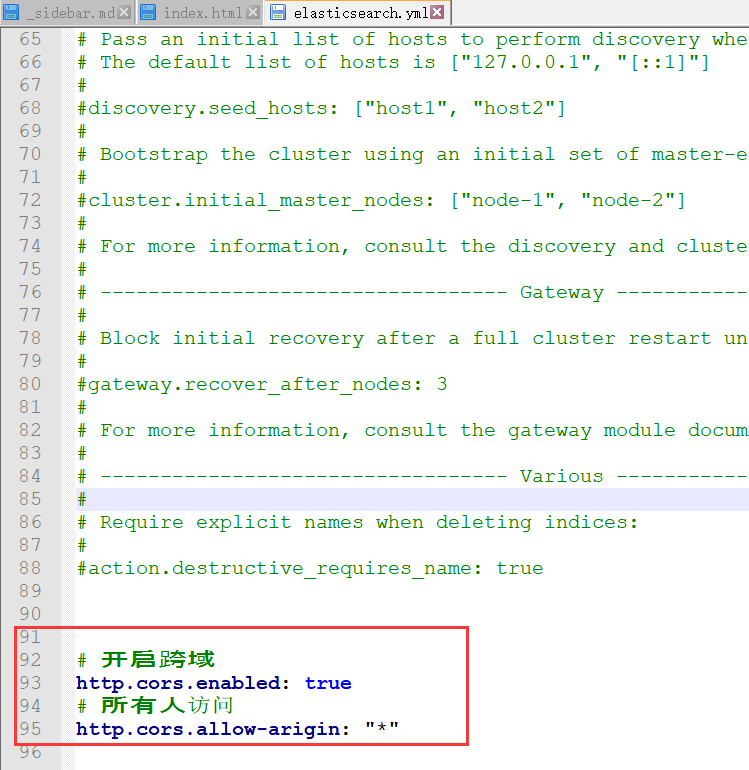 _sidebar.md index.html elasticsearch.yml
65 # Pass an initial list of hosts to perform discovery whe
66 # The default list of hosts is ["127.0.0.1", "[::1]"]
67 #
68 #discovery.seed_hosts: ["host1", "host2"]
69 #
70 # Bootstrap the cluster using an initial set of master-e
71 #
72 #cluster.initial_master_nodes: ["node-1", "node-2"]
73 #
74 # For more information, consult the discovery and cluste
75 #
76 # ---------------------------------- Gateway -----------
77 #
78 # Block initial recovery after a full cluster restart un
79 #
80 #gateway.recover_after_nodes: 3
81 #
82 # For more information, consult the gateway module docum
83 #
84 # ---------------------------------- Various -----------
85 #
86 # Require explicit names when deleting indices:
87 #
88 #action.destructive_requires_name: true
89
90
91
92 # 开启跨域
93 http.cors.enabled: true
94 # 所有人访问
95 http.cors.allow-arigin: "*"
96